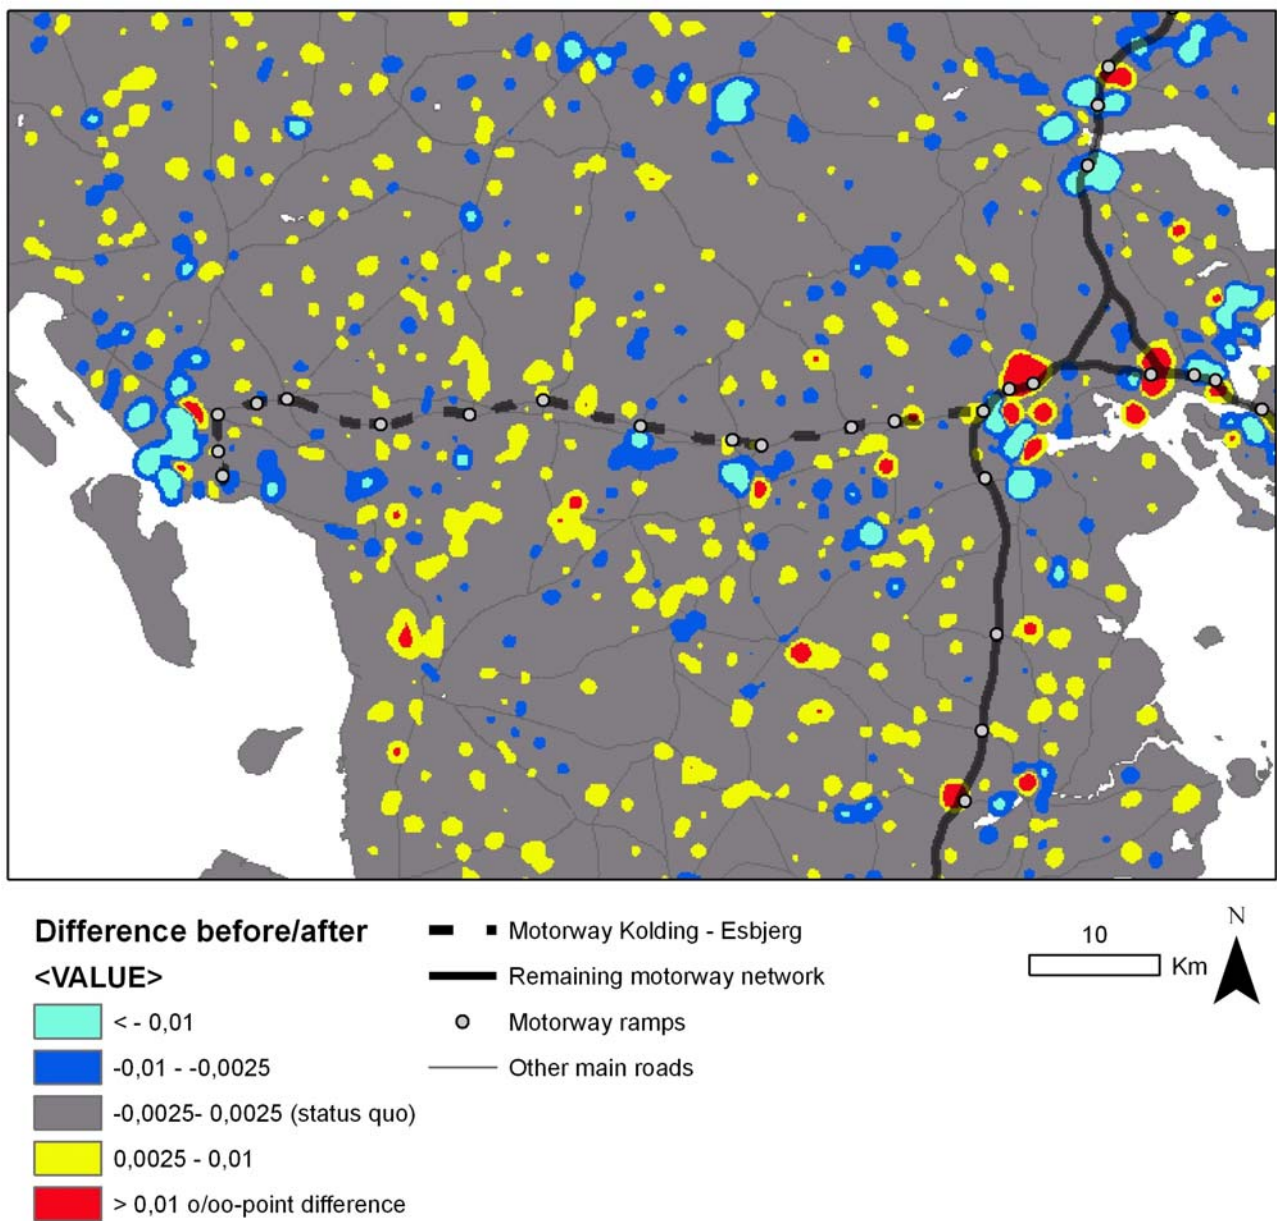 Difference before/after
<VALUE>
< - 0,01
-0,01 - -0,0025
-0,0025- 0,0025 (status quo)
0,0025 - 0,01
> 0,01 o/oo-point difference
Motorway Kolding - Esbjerg
Remaining motorway network
Motorway ramps
Other main roads
10
Km
N